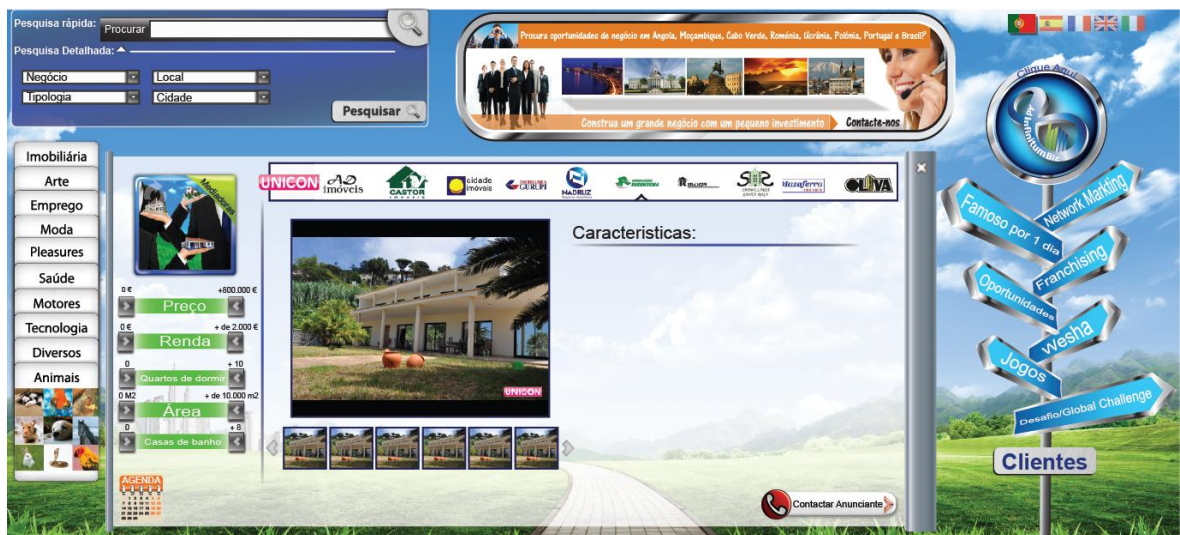 Pesquisa rápida:
Procurar
Pesquisa Detalhada:
Negócio
Local
Tipologia
Cidade
Pesquisar
Procura oportunidades de negócio em Angola, Moçambique, Cabo Verde, Roménia, Ucrânia, Polónia, Portugal e Brasil?
Construa um grande negócio com um pequeno investimento
Contacte-nos
Clique Aqui
AdInfinitumBiz
Imobiliária
Arte
Emprego
Moda
Pleasures
Saúde
Motores
Tecnologia
Diversos
Animais
Mediadoras
0 €
+800.000 €
Preço
0 €
+ de 2.000 €
Renda
0
+ 10
Quartos de dormir
0 M2
+ de 10.000 m2
Área
0
+ 8
Casas de banho
AGENDA
UNICON
AD imóveis
CASTOR
IMÓVEIS
cidade
imóveis
GURUPI
NADRUZ
OLIVA
Caracteristicas:
UNICON
Contactar Anunciante
Network Markting
Famoso por 1 dia
Franchising
Oportunidades
Wesha
Jogos
Desafio/Global Challenge
Clientes